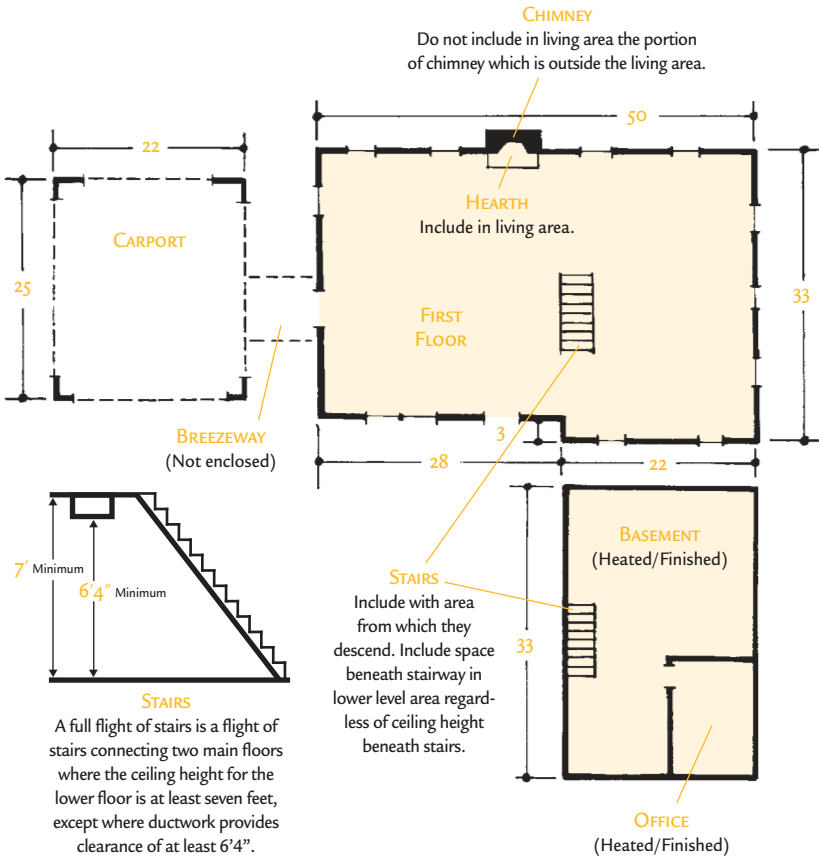 CHIMNEY
Do not include in living area the portion
of chimney which is outside the living area.
50
22
HEARTH
Include in living area.
CARPORT
25
33
FIRST
FLOOR
BREEZEWAY
(Not enclosed)
3
28
22
7' Minimum
6'4" Minimum
STAIRS
A full flight of stairs is a flight of
stairs connecting two main floors
where the ceiling height for the
lower floor is at least seven feet,
except where ductwork provides
clearance of at least 6'4”.
STAIRS
Include with area
from which they
descend. Include space
beneath stairway in
lower level area regard-
less of ceiling height
beneath stairs.
33
BASEMENT
(Heated/Finished)
OFFICE
(Heated/Finished)